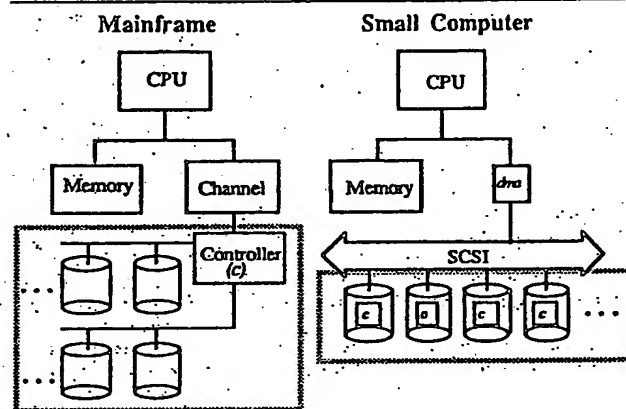 Mainframe
Small Computer
CPU
CPU
Memory
Channel
Memory
dma
Controller
(c)
SCSI
c
c
c
c